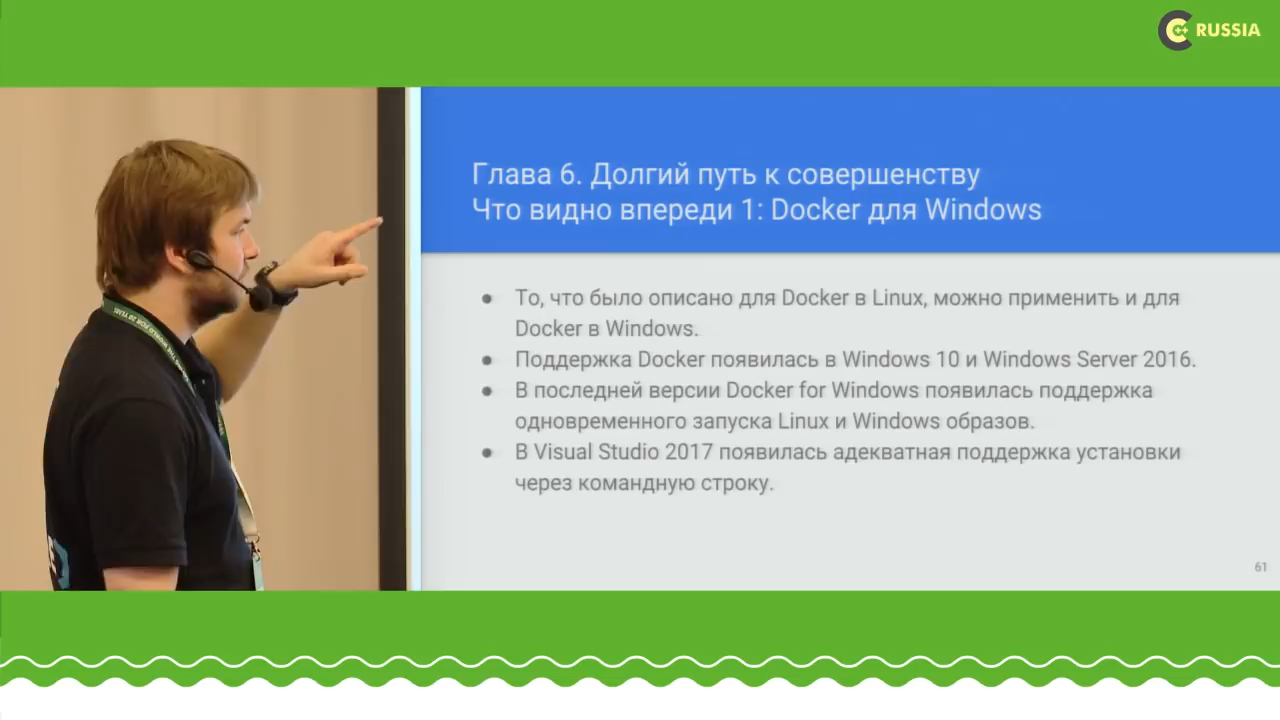 C++ RUSSIA
Глава 6. Долгий путь к совершенству
Что видно впереди 1: Docker для Windows
● То, что было описано для Docker в Linux, можно применить и для
Docker в Windows.
● Поддержка Docker появилась в Windows 10 и Windows Server 2016.
● В последней версии Docker for Windows появилась поддержка
одновременного запуска Linux и Windows образов.
● В Visual Studio 2017 появилась адекватная поддержка установки
через командную строку.
61